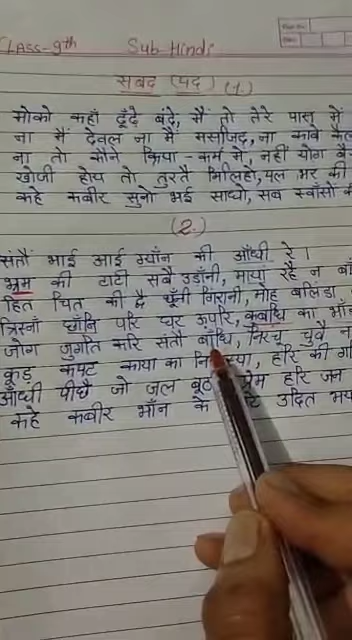 CLASS-9th Sub-Hindi
सबद (पद) (1.)
मोको कहाँ ढूँढे बंदे, मैं तो तेरे पास में
ना मैं देवल ना मैं मसजिद, ना काबे
ना तो कौने क्रिया-कर्म में, नहीं योग
खोजी होय तो तुरतै मिलिहों, पल भर की
कहे कबीर सुनो भई साधो, सब स्वाँसों की
(2.)
संतौं भाई आई ग्याँन की आँधी रे।
भ्रम की टाटी सबै उड़ाँनी, माया रहै न
हित चित की द्वै थूँनी गिराँनी, मोह बलिंडा
त्रिस्नाँ छाँनि परि घर ऊपरि, कुबधि का भाँ
जोग जुगति करि संतौं बाँधि, निरचू चुवै न
कूड़ कपट काया का हरि की
आँधी पीछै जो जल प्रेम हरि जन
कहे कबीर भाँन के उदित भय